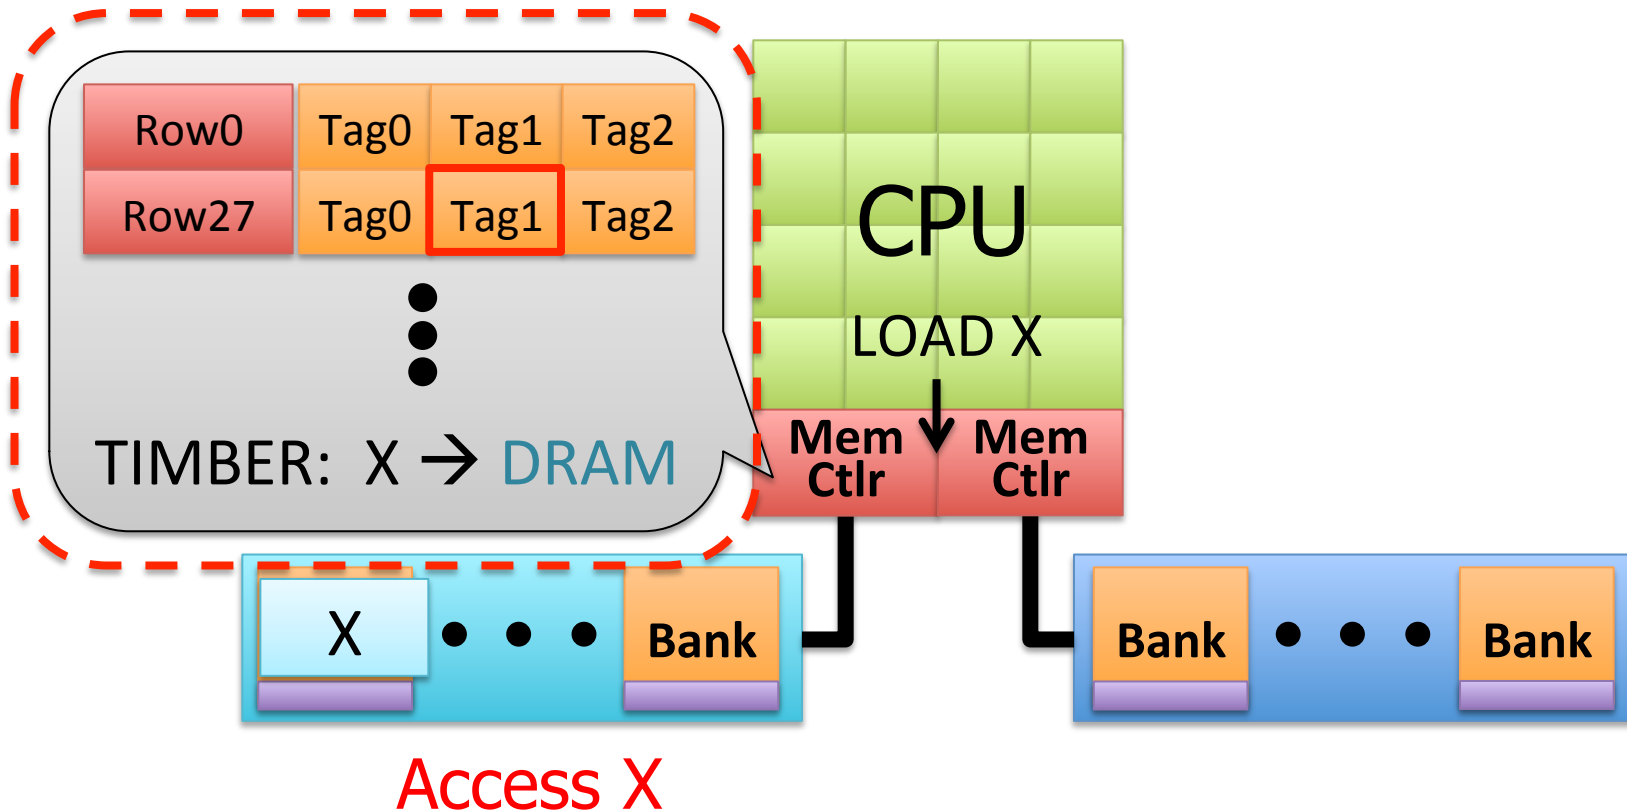 Row0 Tag0 Tag1 Tag2
Row27 Tag0 Tag1 Tag2
TIMBER: X → DRAM
CPU
LOAD X
Mem Ctlr
Mem Ctlr
X
Bank
Bank
Bank
Access X